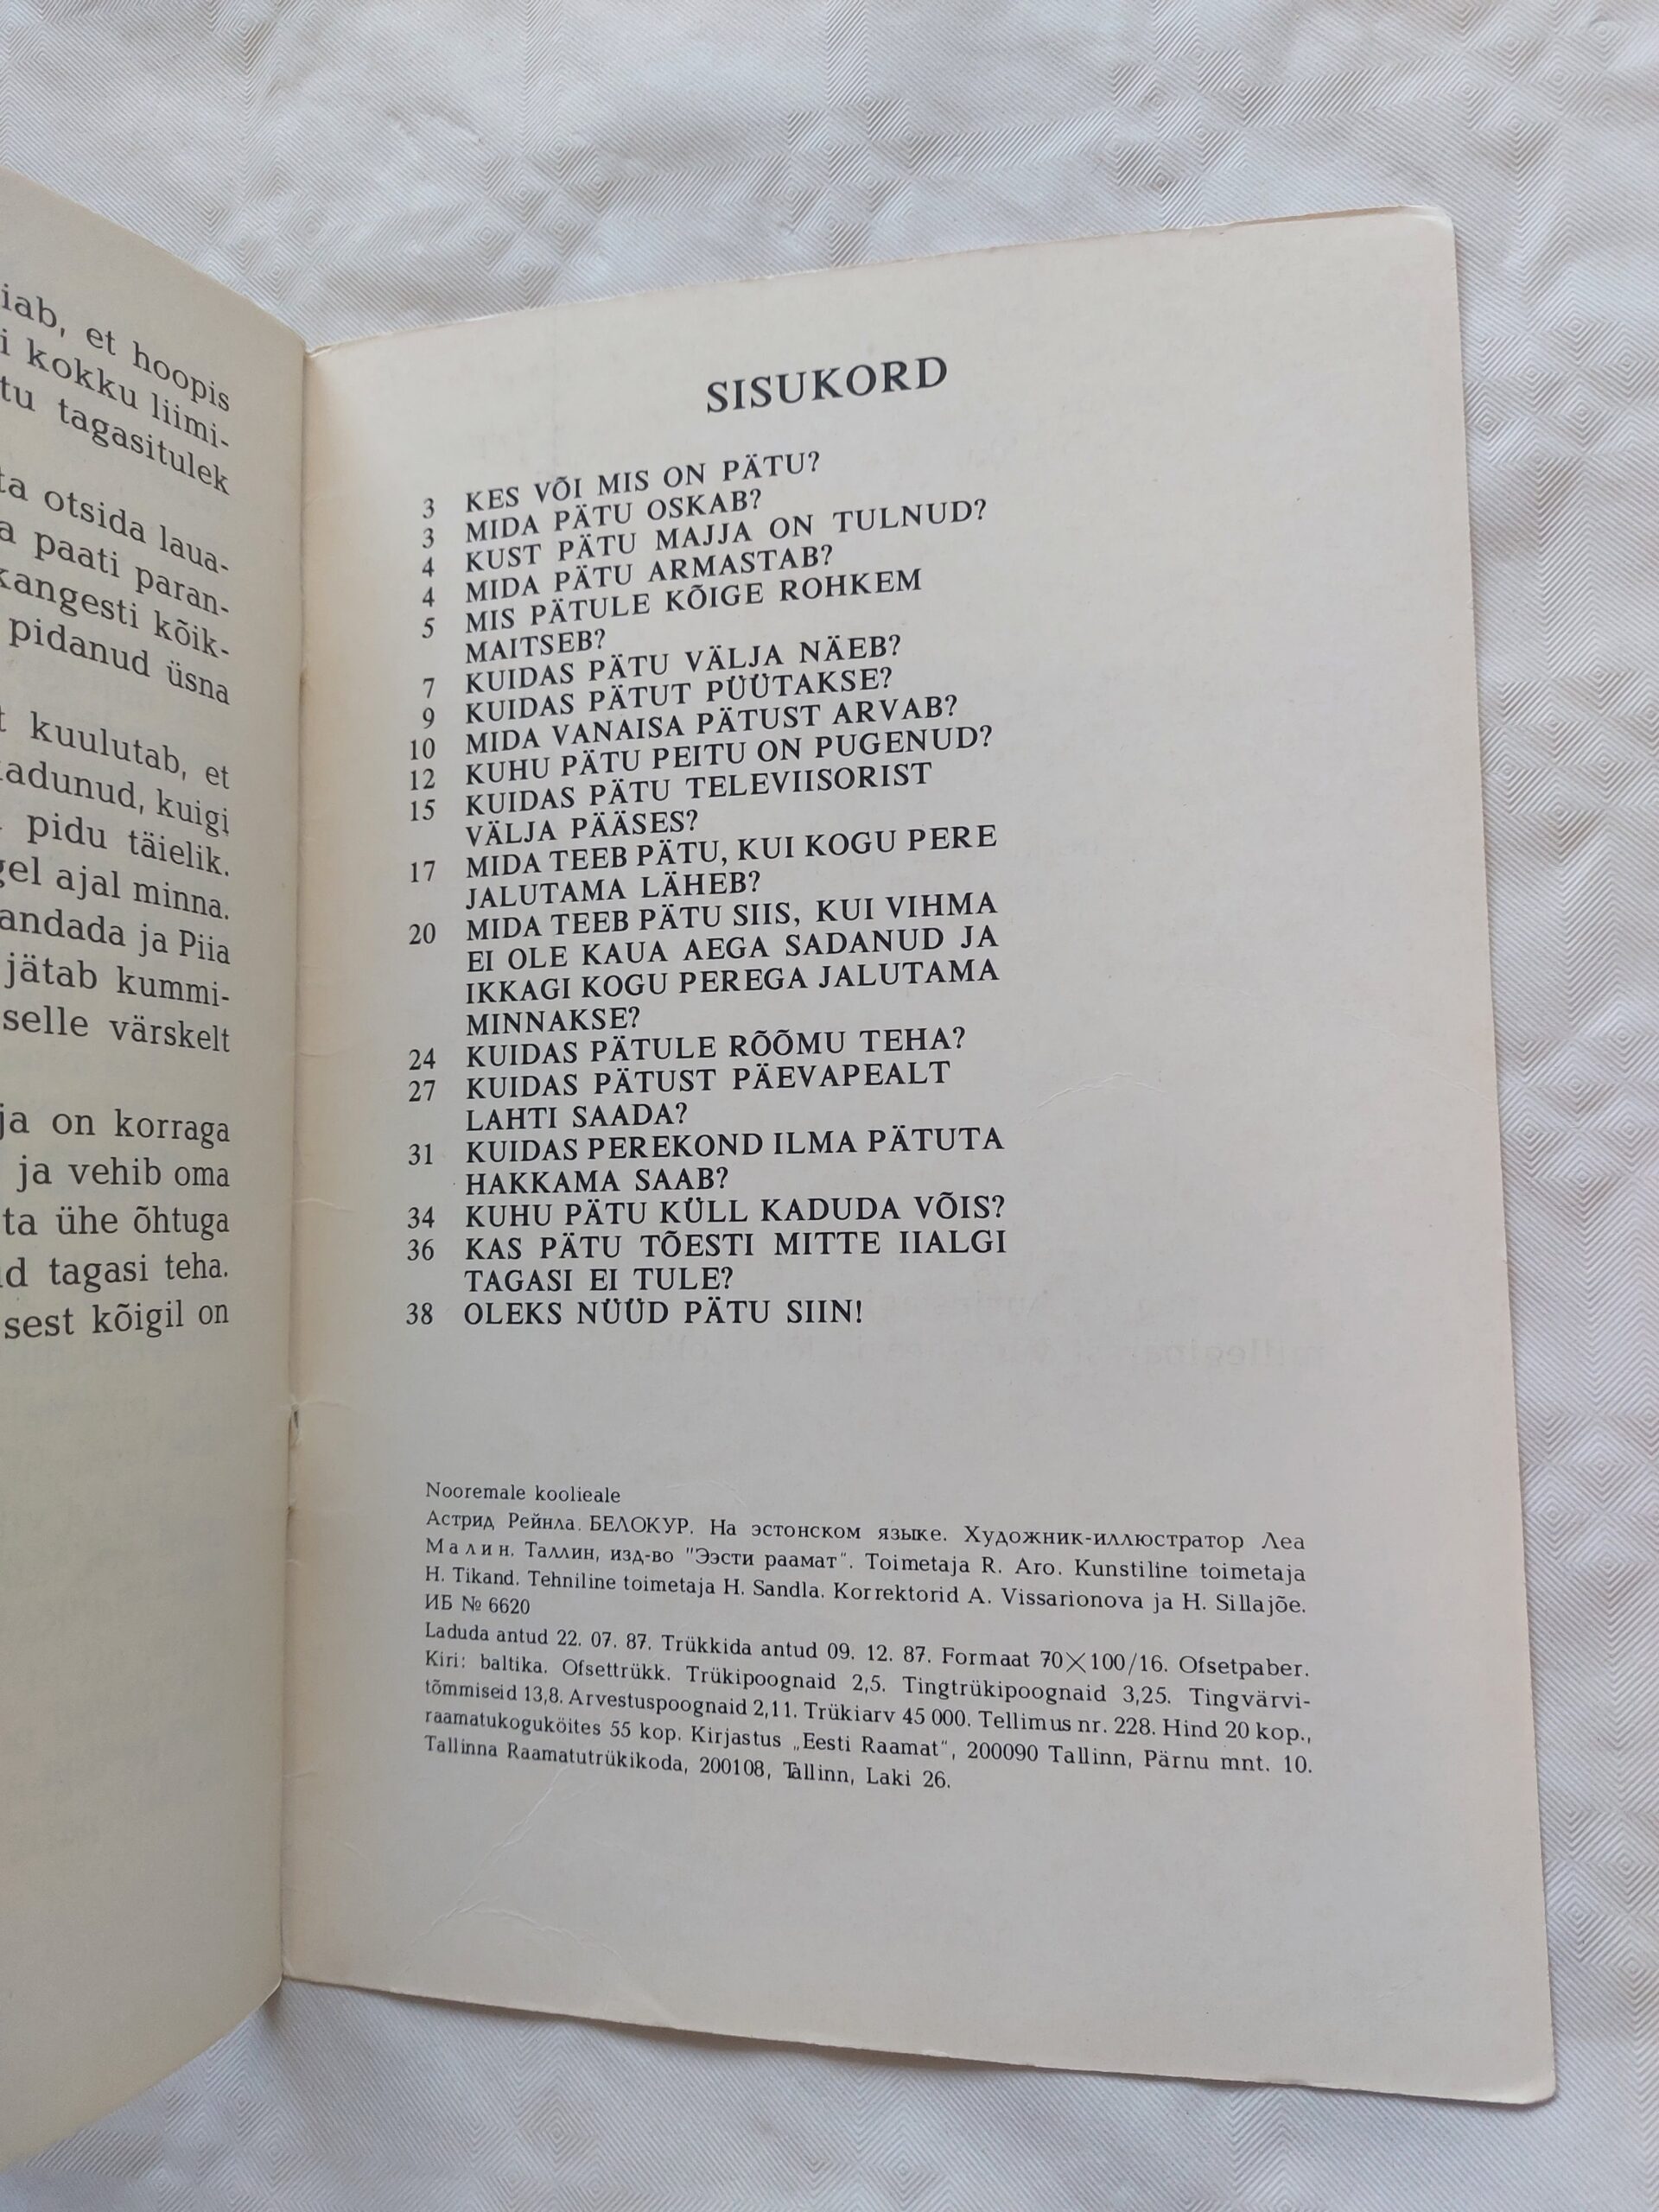 iab, et hoopis
i kokku liimi-
tu tagasitulek
ta otsida laua-
a paati paran-
kangesti kõik-
pidanud üsna
t kuulutab, et
kadunud, kuigi
pidu täielik.
gel ajal minna.
andada ja Piia
jätab kummi-
selle värskelt
ja on korraga
ja vehib oma
ta ühe õhtuga
id tagasi teha.
sest kõigil on
SISUKORD
3 KES VÕI MIS ON PÄTU?
3 MIDA PÄTU OSKAB?
4 KUST PÄTU MAJJA ON TULNUD?
4 MIDA PÄTU ARMASTAB?
5 MIS PÄTULE KÕIGE ROHKEM
MAITSEB?
7 KUIDAS PÄTU VÄLJA NÄEB?
9 KUIDAS PÄTUT PÜÜTAKSE?
10 MIDA VANAISA PÄTUST ARVAB?
12 KUHU PÄTU PEITU ON PUGENUD?
15 KUIDAS PÄTU TELEVIISORIST
VÄLJA PÄÄSES?
17 MIDA TEEB PÄTU, KUI KOGU PERE
JALUTAMA LÄHEB?
20 MIDA TEEB PÄTU SIIS, KUI VIHMA
EI OLE KAUA AEGA SADANUD JA
IKKAGI KOGU PEREGA JALUTAMA
MINNAKSE?
24 KUIDAS PÄTULE RÕÕMU TEHA?
27 KUIDAS PÄTUST PÄEVAPEALT
LAHTI SAADA?
31 KUIDAS PEREKOND ILMA PÄTUTA
HAKKAMA SAAB?
34 KUHU PÄTU KÜLL KADUDA VÕIS?
36 KAS PÄTU TÕESTI MITTE IIALGI
TAGASI EI TULE?
38 OLEKS NÜÜD PÄTU SIIN!
Nooremale koolieale
Астрид Рейнла. БЕЛОКУР. На эстонском языке. Художник-иллюстратор Леа
Малин. Таллин, изд-во "Ээсти раамат". Toimetaja R. Aro. Kunstiline toimetaja
H. Tikand. Tehniline toimetaja H. Sandla. Korrektorid A. Vissarionova ja H. Sillajõe.
ИБ № 6620
Laduda antud 22. 07. 87. Trükkida antud 09. 12. 87. Formaat 70×100/16. Ofsetpaber.
Kiri: baltika. Ofsettrükk. Trükipoognaid 2,5. Tingtrükipoognaid 3,25. Tingvärvi-
tõmmiseid 13,8. Arvestuspoognaid 2,11. Trükiarv 45 000. Tellimus nr. 228. Hind 20 kop.,
raamatukoguköites 55 kop. Kirjastus „Eesti Raamat“, 200090 Tallinn, Pärnu mnt. 10.
Tallinna Raamatutrükikoda, 200108, Tallinn, Laki 26.